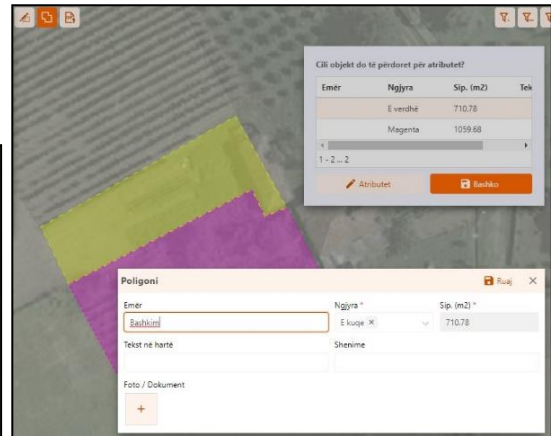 Cili objekt do të përdoret për atributet?
Emër Ngjyra Sip. (m2) Tek
E verdhë 710.78
Magenta 1059.68
1 - 2 ... 2
Atributet Bashko
Poligoni Ruaj
Emër Ngjyra * Sip. (m2) *
Bashkim E kuqe × 710.78
Tekst në hartë Shenime
Foto / Dokument
+